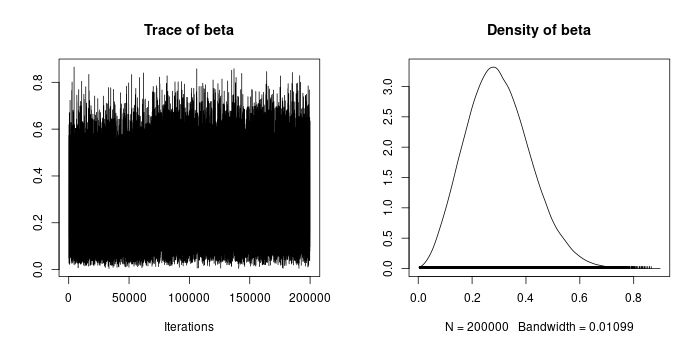 Trace of beta
0.8
0.6
0.4
0.2
0.0
0 50000 100000 150000 200000
Iterations
Density of beta
3.0
2.5
2.0
1.5
1.0
0.5
0.0
0.0 0.2 0.4 0.6 0.8
N = 200000 Bandwidth = 0.01099